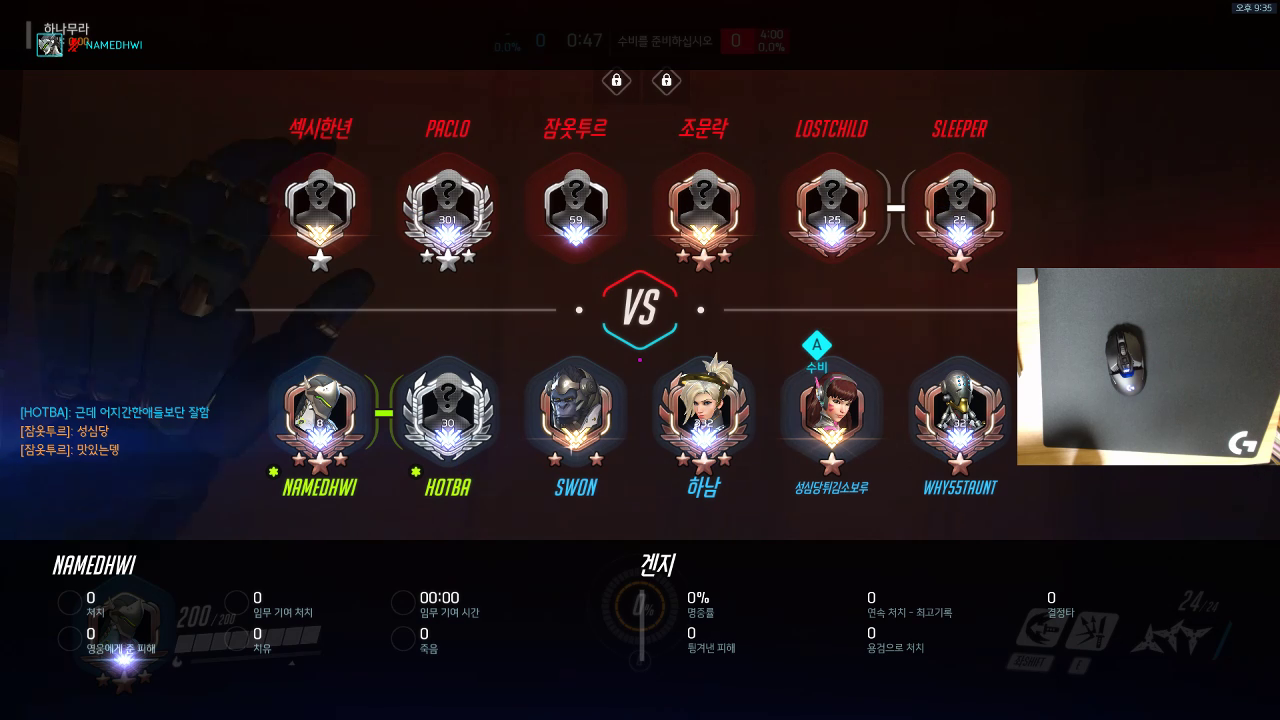 오후 9:35
하나무라
NAMEDHWI
0.0% 0 0:47 수비를 준비하십시오 0 4:00 0.0%
섹시한년 PACLO 잠옷투르 조문락 LOSTCHILD SLEEPER
301 59 125 25
VS
A
수비
8 30 332 32
[HOTBA]: 근데 어지간한애들보단 잘함
[잠옷투르]: 성심당
[잠옷투르]: 맛있는뎅
NAMEDHWI HOTBA SWON 하남 성심당튀김소보루 WHY55TAUNT
G
NAMEDHWI 겐지
0 0 00:00 0% 0 0
처치 임무 기여 처치 임무 기여 시간 명중률 연속 처치 - 최고기록 결정타
0 0 0 0 0
영웅에게 준 피해 치유 죽음 튕겨낸 피해 용검으로 처치
200/200 0% 24/24
E